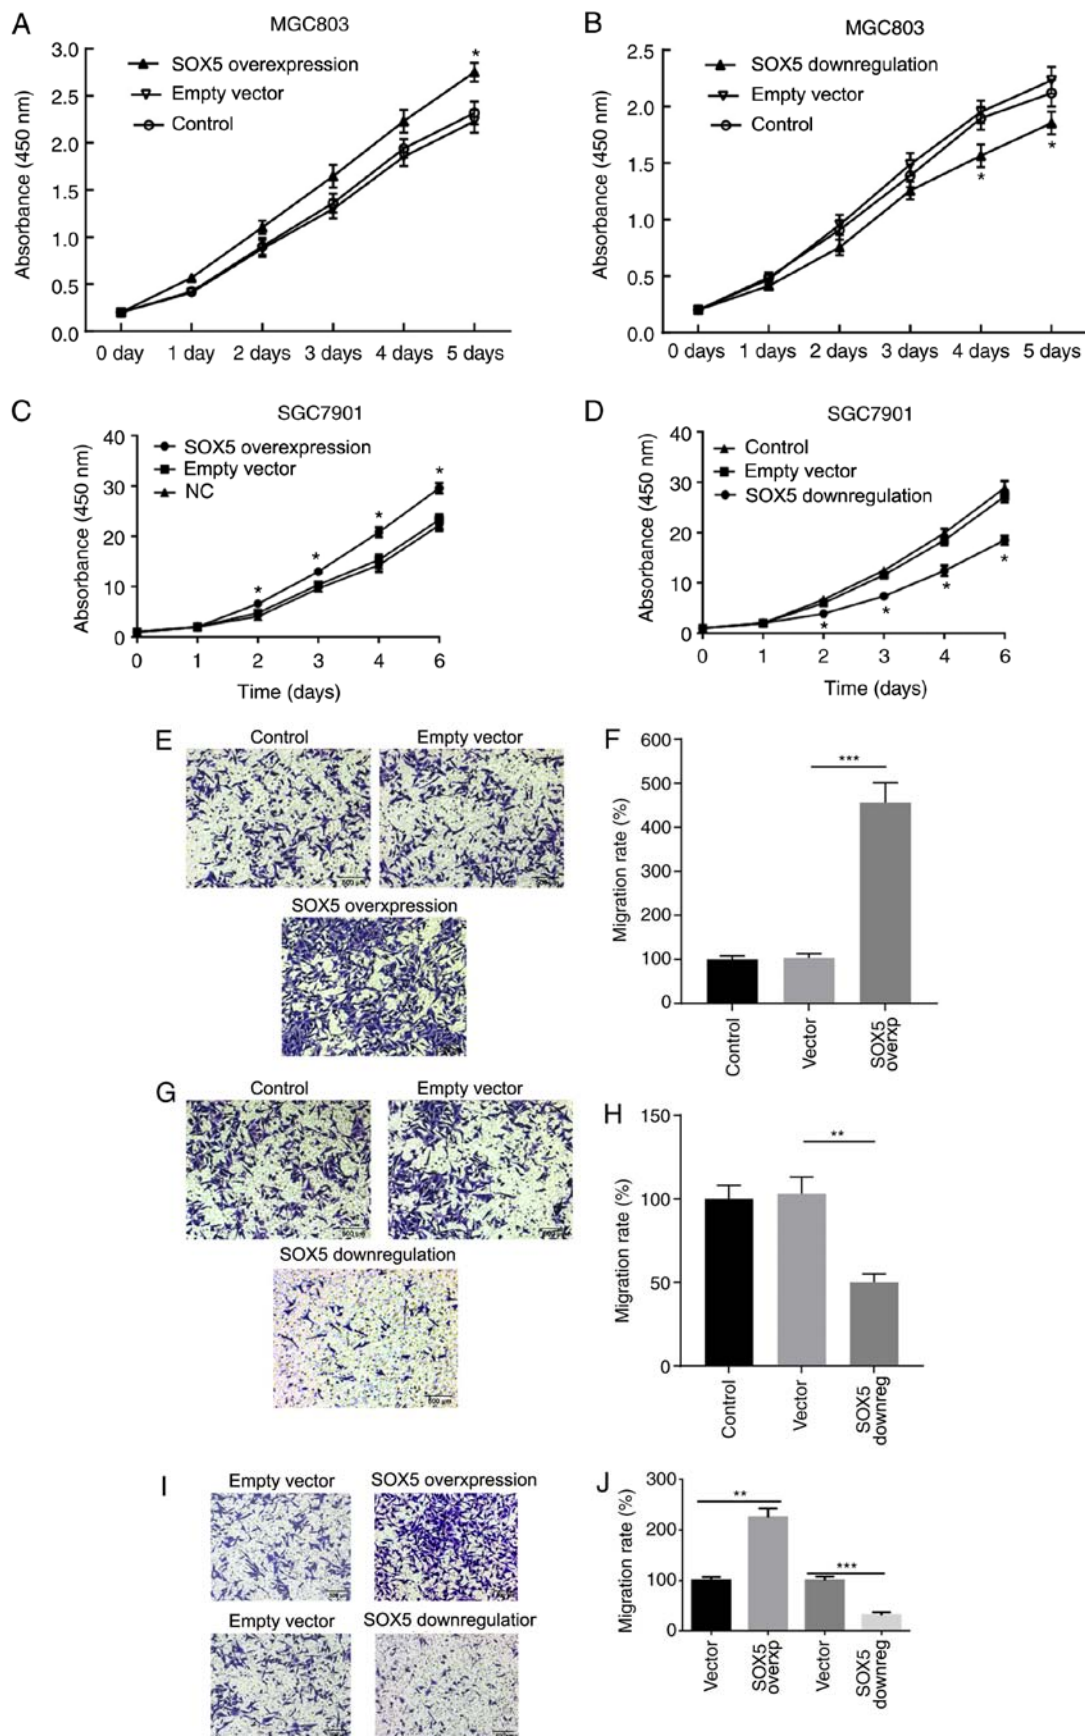 A
MGC803
Absorbance (450 nm)
3.0
2.5
2.0
1.5
1.0
0.5
0.0
SOX5 overexpression
Empty vector
Control
*
0 day 1 day 2 days 3 days 4 days 5 days
B
MGC803
Absorbance (450 nm)
2.5
2.0
1.5
1.0
0.5
0.0
SOX5 downregulation
Empty vector
Control
*
*
0 days 1 days 2 days 3 days 4 days 5 days
C
SGC7901
Absorbance (450 nm)
40
30
20
10
0
SOX5 overexpression
Empty vector
NC
* * * *
0 1 2 3 4 6
Time (days)
D
SGC7901
Absorbance (450 nm)
40
30
20
10
0
Control
Empty vector
SOX5 downregulation
* * * *
0 1 2 3 4 6
Time (days)
E
Control Empty vector
SOX5 overxpression
F
Migration rate (%)
600
500
400
300
200
100
0
***
Control
Vector
SOX5
overxp
G
Control Empty vector
SOX5 downregulation
500 µm
H
Migration rate (%)
150
100
50
0
**
Control
Vector
SOX5
downreg
I
Empty vector SOX5 overxpression
Empty vector SOX5 downregulatior
J
Migration rate (%)
300
200
100
0
**
***
Vector
SOX5
overxp
Vector
SOX5
downreg